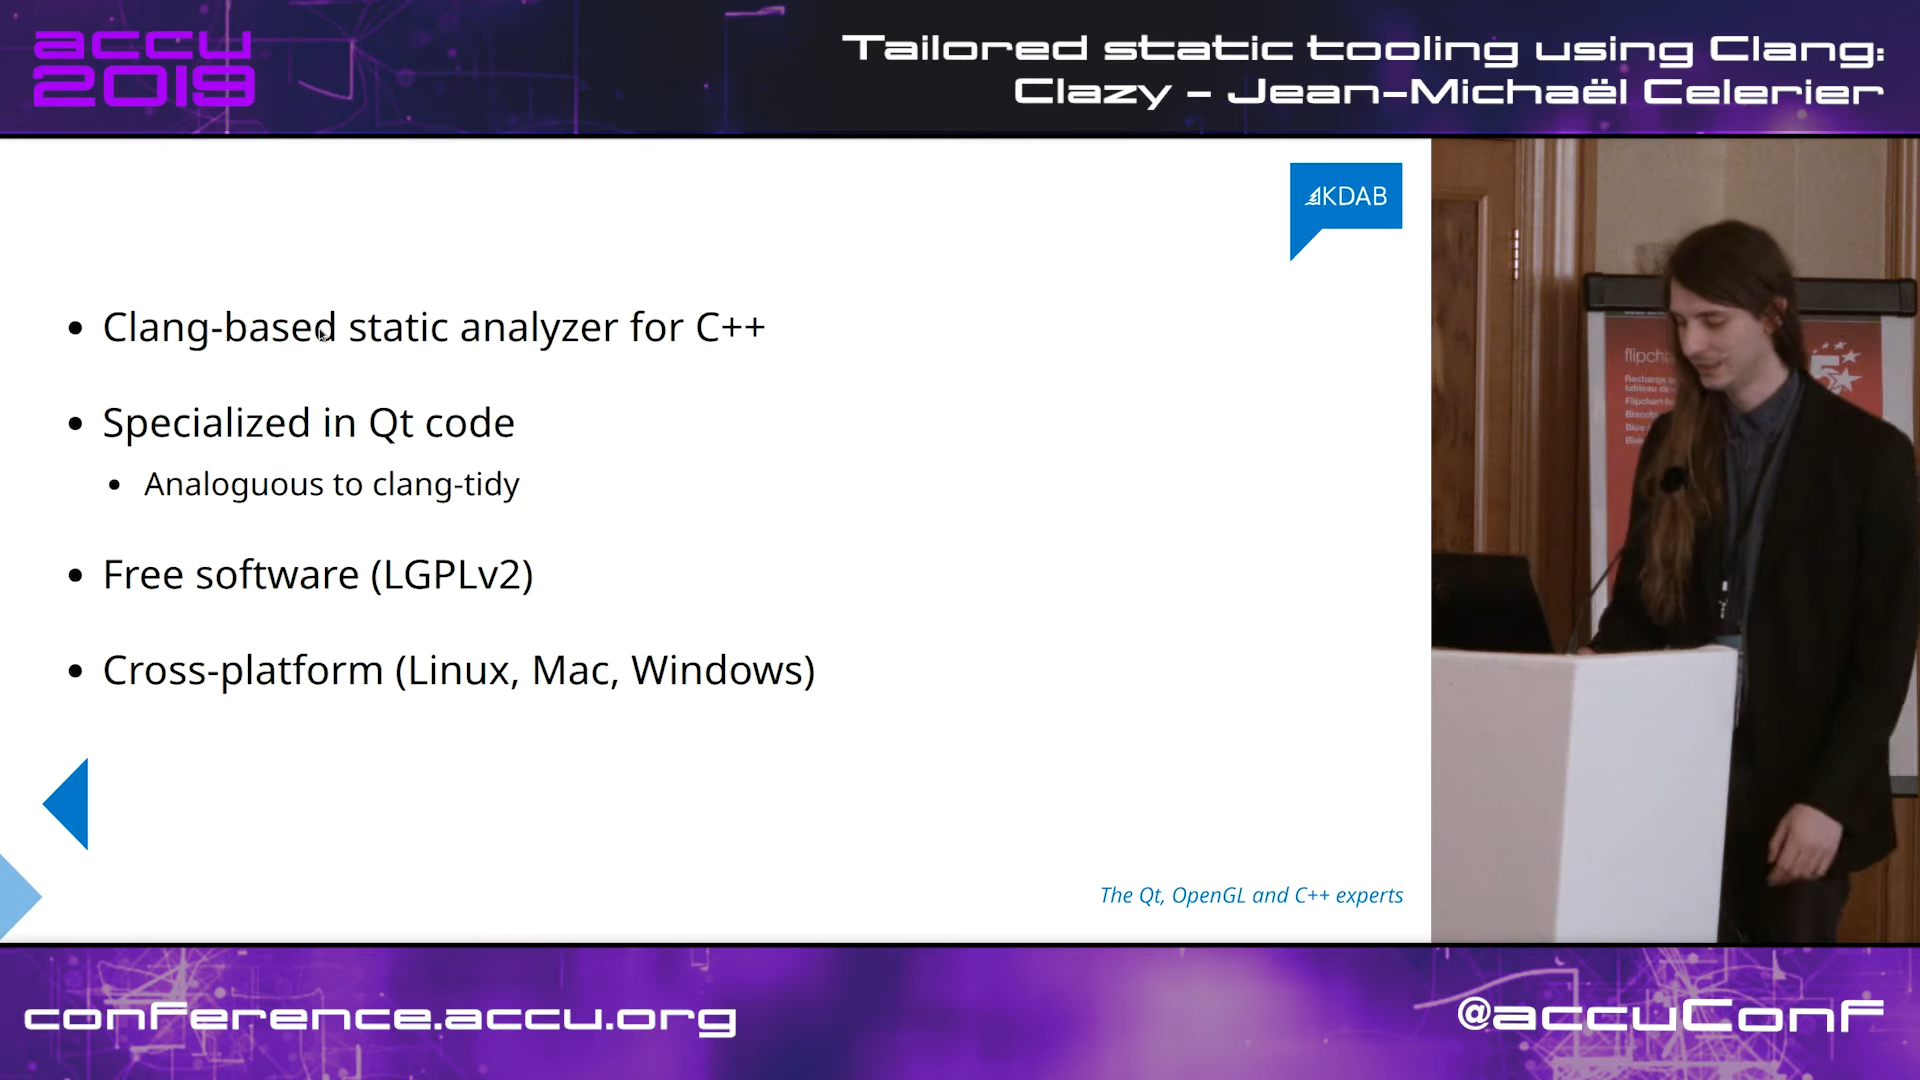 accu
2019
Tailored static tooling using Clang:
Clazy - Jean-Michaël Celerier
KDAB
• Clang-based static analyzer for C++
• Specialized in Qt code
• Analoguous to clang-tidy
• Free software (LGPLv2)
• Cross-platform (Linux, Mac, Windows)
The Qt, OpenGL and C++ experts
flipch
5
conference.accu.org
@accuConf